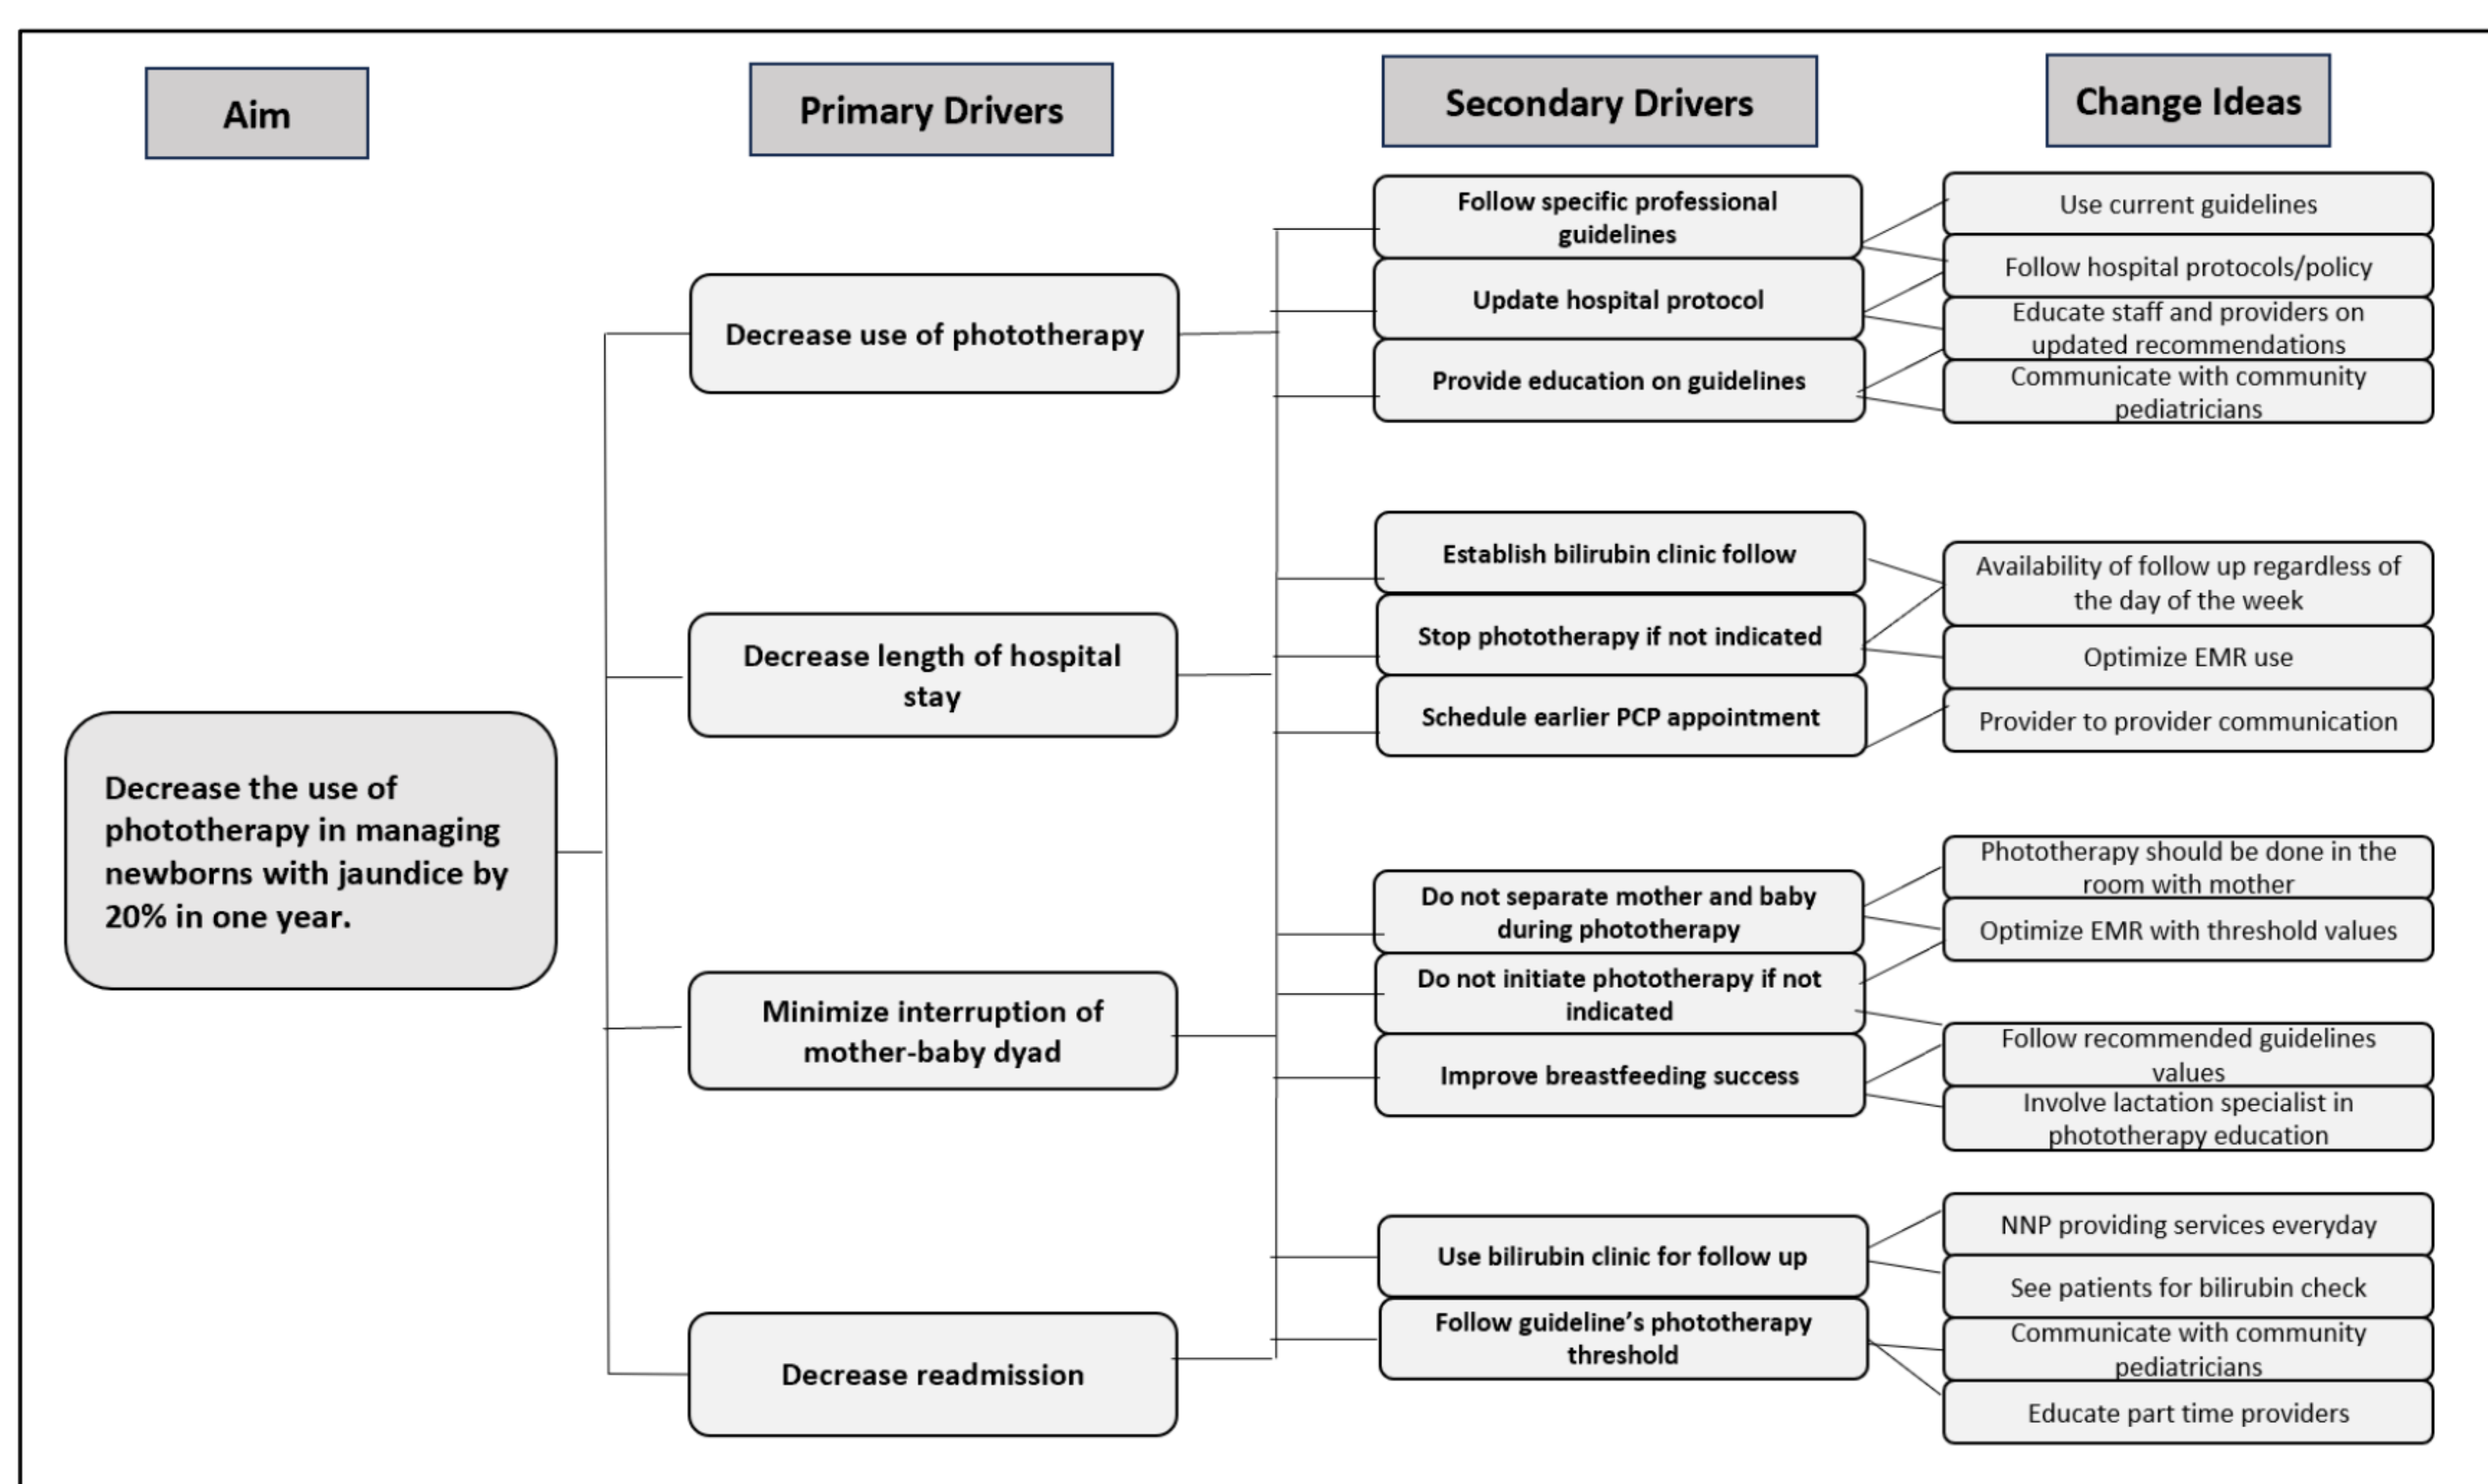 Aim
Primary Drivers
Secondary Drivers
Change Ideas
Decrease the use of
phototherapy in managing
newborns with jaundice by
20% in one year.
Decrease use of phototherapy
Decrease length of hospital
stay
Minimize interruption of
mother-baby dyad
Decrease readmission
Follow specific professional
guidelines
Update hospital protocol
Provide education on guidelines
Establish bilirubin clinic follow
Stop phototherapy if not indicated
Schedule earlier PCP appointment
Do not separate mother and baby
during phototherapy
Do not initiate phototherapy if not
indicated
Improve breastfeeding success
Use bilirubin clinic for follow up
Follow guideline’s phototherapy
threshold
Use current guidelines
Follow hospital protocols/policy
Educate staff and providers on
updated recommendations
Communicate with community
pediatricians
Availability of follow up regardless of
the day of the week
Optimize EMR use
Provider to provider communication
Phototherapy should be done in the
room with mother
Optimize EMR with threshold values
Follow recommended guidelines
values
Involve lactation specialist in
phototherapy education
NNP providing services everyday
See patients for bilirubin check
Communicate with community
pediatricians
Educate part time providers